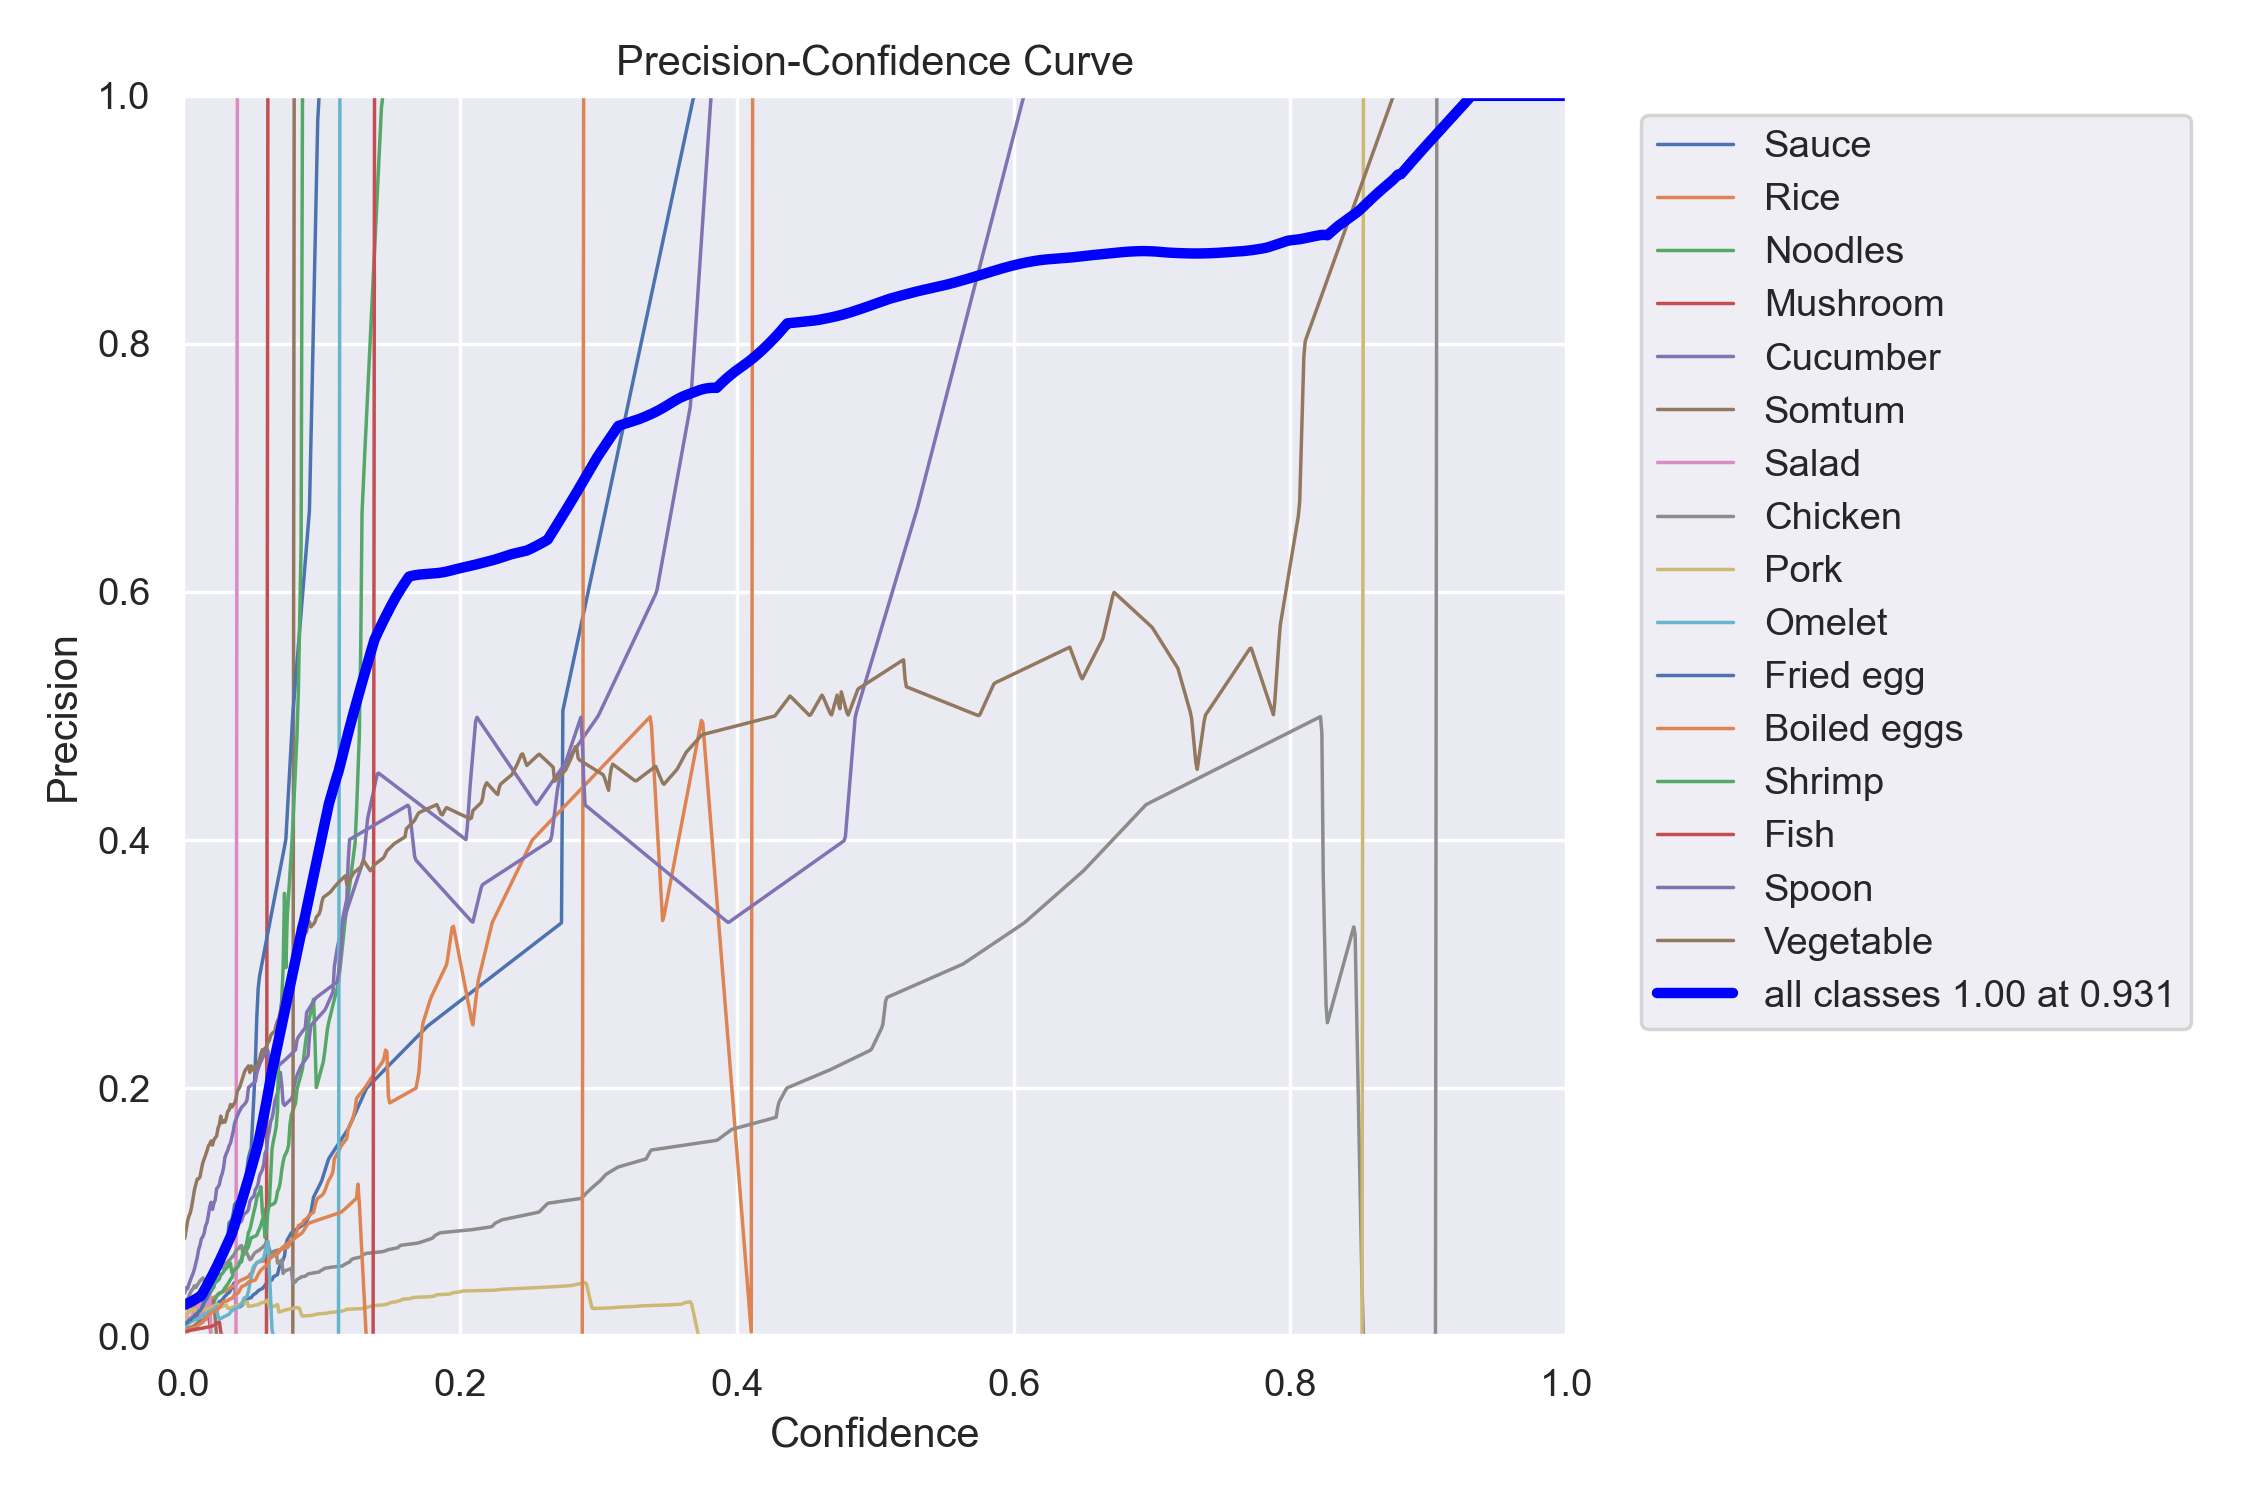 Precision-Confidence Curve
1.0
0.8
0.6
0.4
0.2
0.0
Precision
0.0 0.2 0.4 0.6 0.8 1.0
Confidence
Sauce
Rice
Noodles
Mushroom
Cucumber
Somtum
Salad
Chicken
Pork
Omelet
Fried egg
Boiled eggs
Shrimp
Fish
Spoon
Vegetable
all classes 1.00 at 0.931